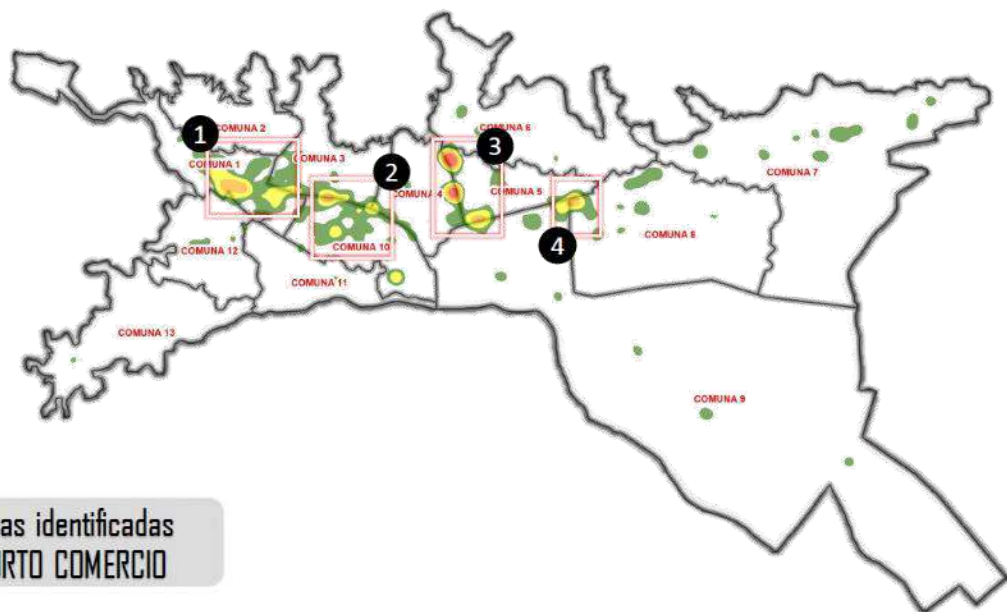 1
COMUNA 2
COMUNA 1
COMUNA 3
2
COMUNA 6
3
COMUNA 4
COMUNA 5
COMUNA 7
4
COMUNA 8
COMUNA 12
COMUNA 10
COMUNA 11
COMUNA 13
COMUNA 9
as identificadas
RTO COMERCIO